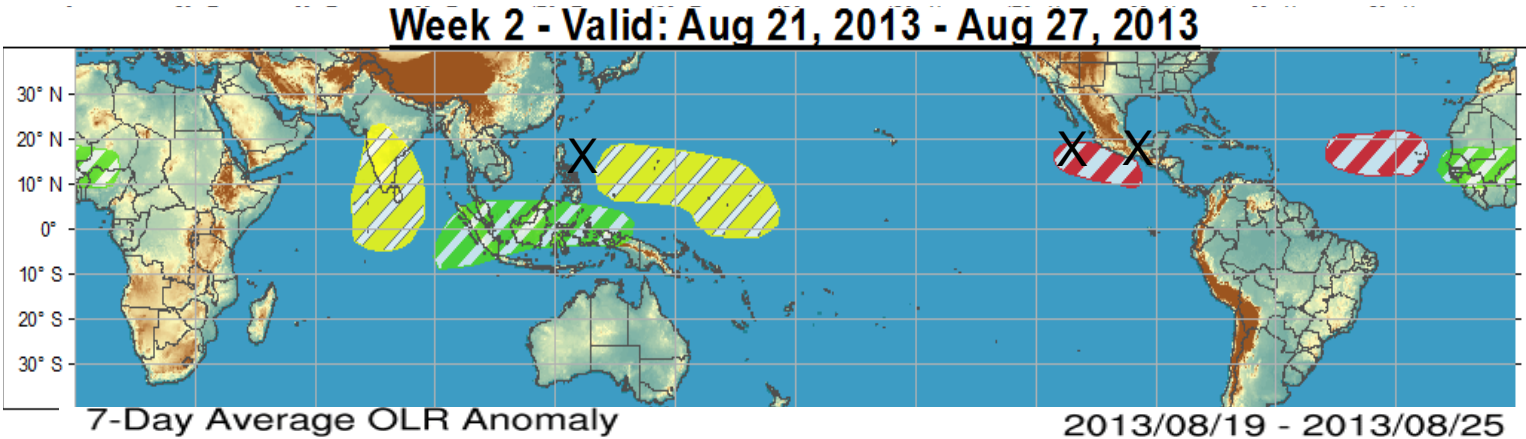 Week 2 - Valid: Aug 21, 2013 - Aug 27, 2013
30° N
20° N
10° N
0°
10° S
20° S
30° S
X
X X
7-Day Average OLR Anomaly 2013/08/19 - 2013/08/25